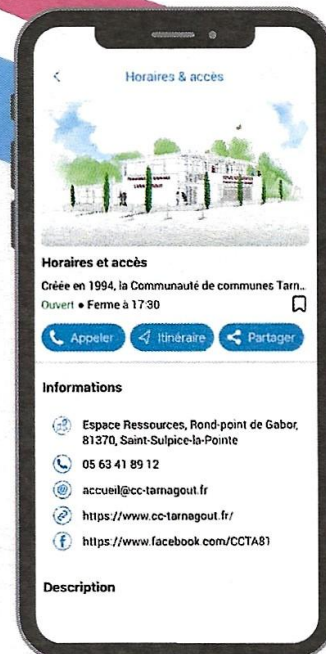 Horaires & accès
Horaires et accès
Créée en 1994, la Communauté de communes Tarn...
Ouvert • Ferme à 17:30
Appeler
Itinéraire
Partager
Informations
Espace Ressources, Rond-point de Gabor,
81370, Saint-Sulpice-la-Pointe
05 63 41 89 12
accueil@cc-tarnagout.fr
https://www.cc-tarnagout.fr/
https://www.facebook.com/CCTA81
Description